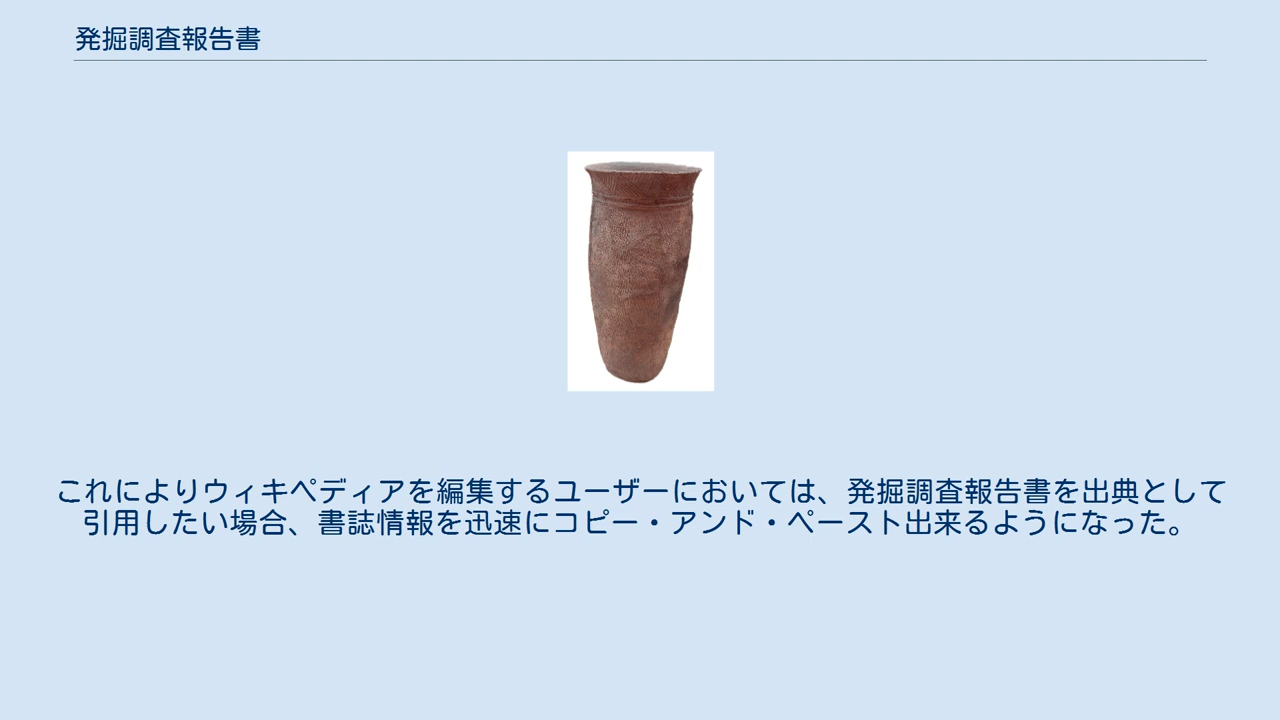 発掘調査報告書
これによりウィキペディアを編集するユーザーにおいては、発掘調査報告書を出典として
引用したい場合、書誌情報を迅速にコピー・アンド・ペースト出来るようになった。